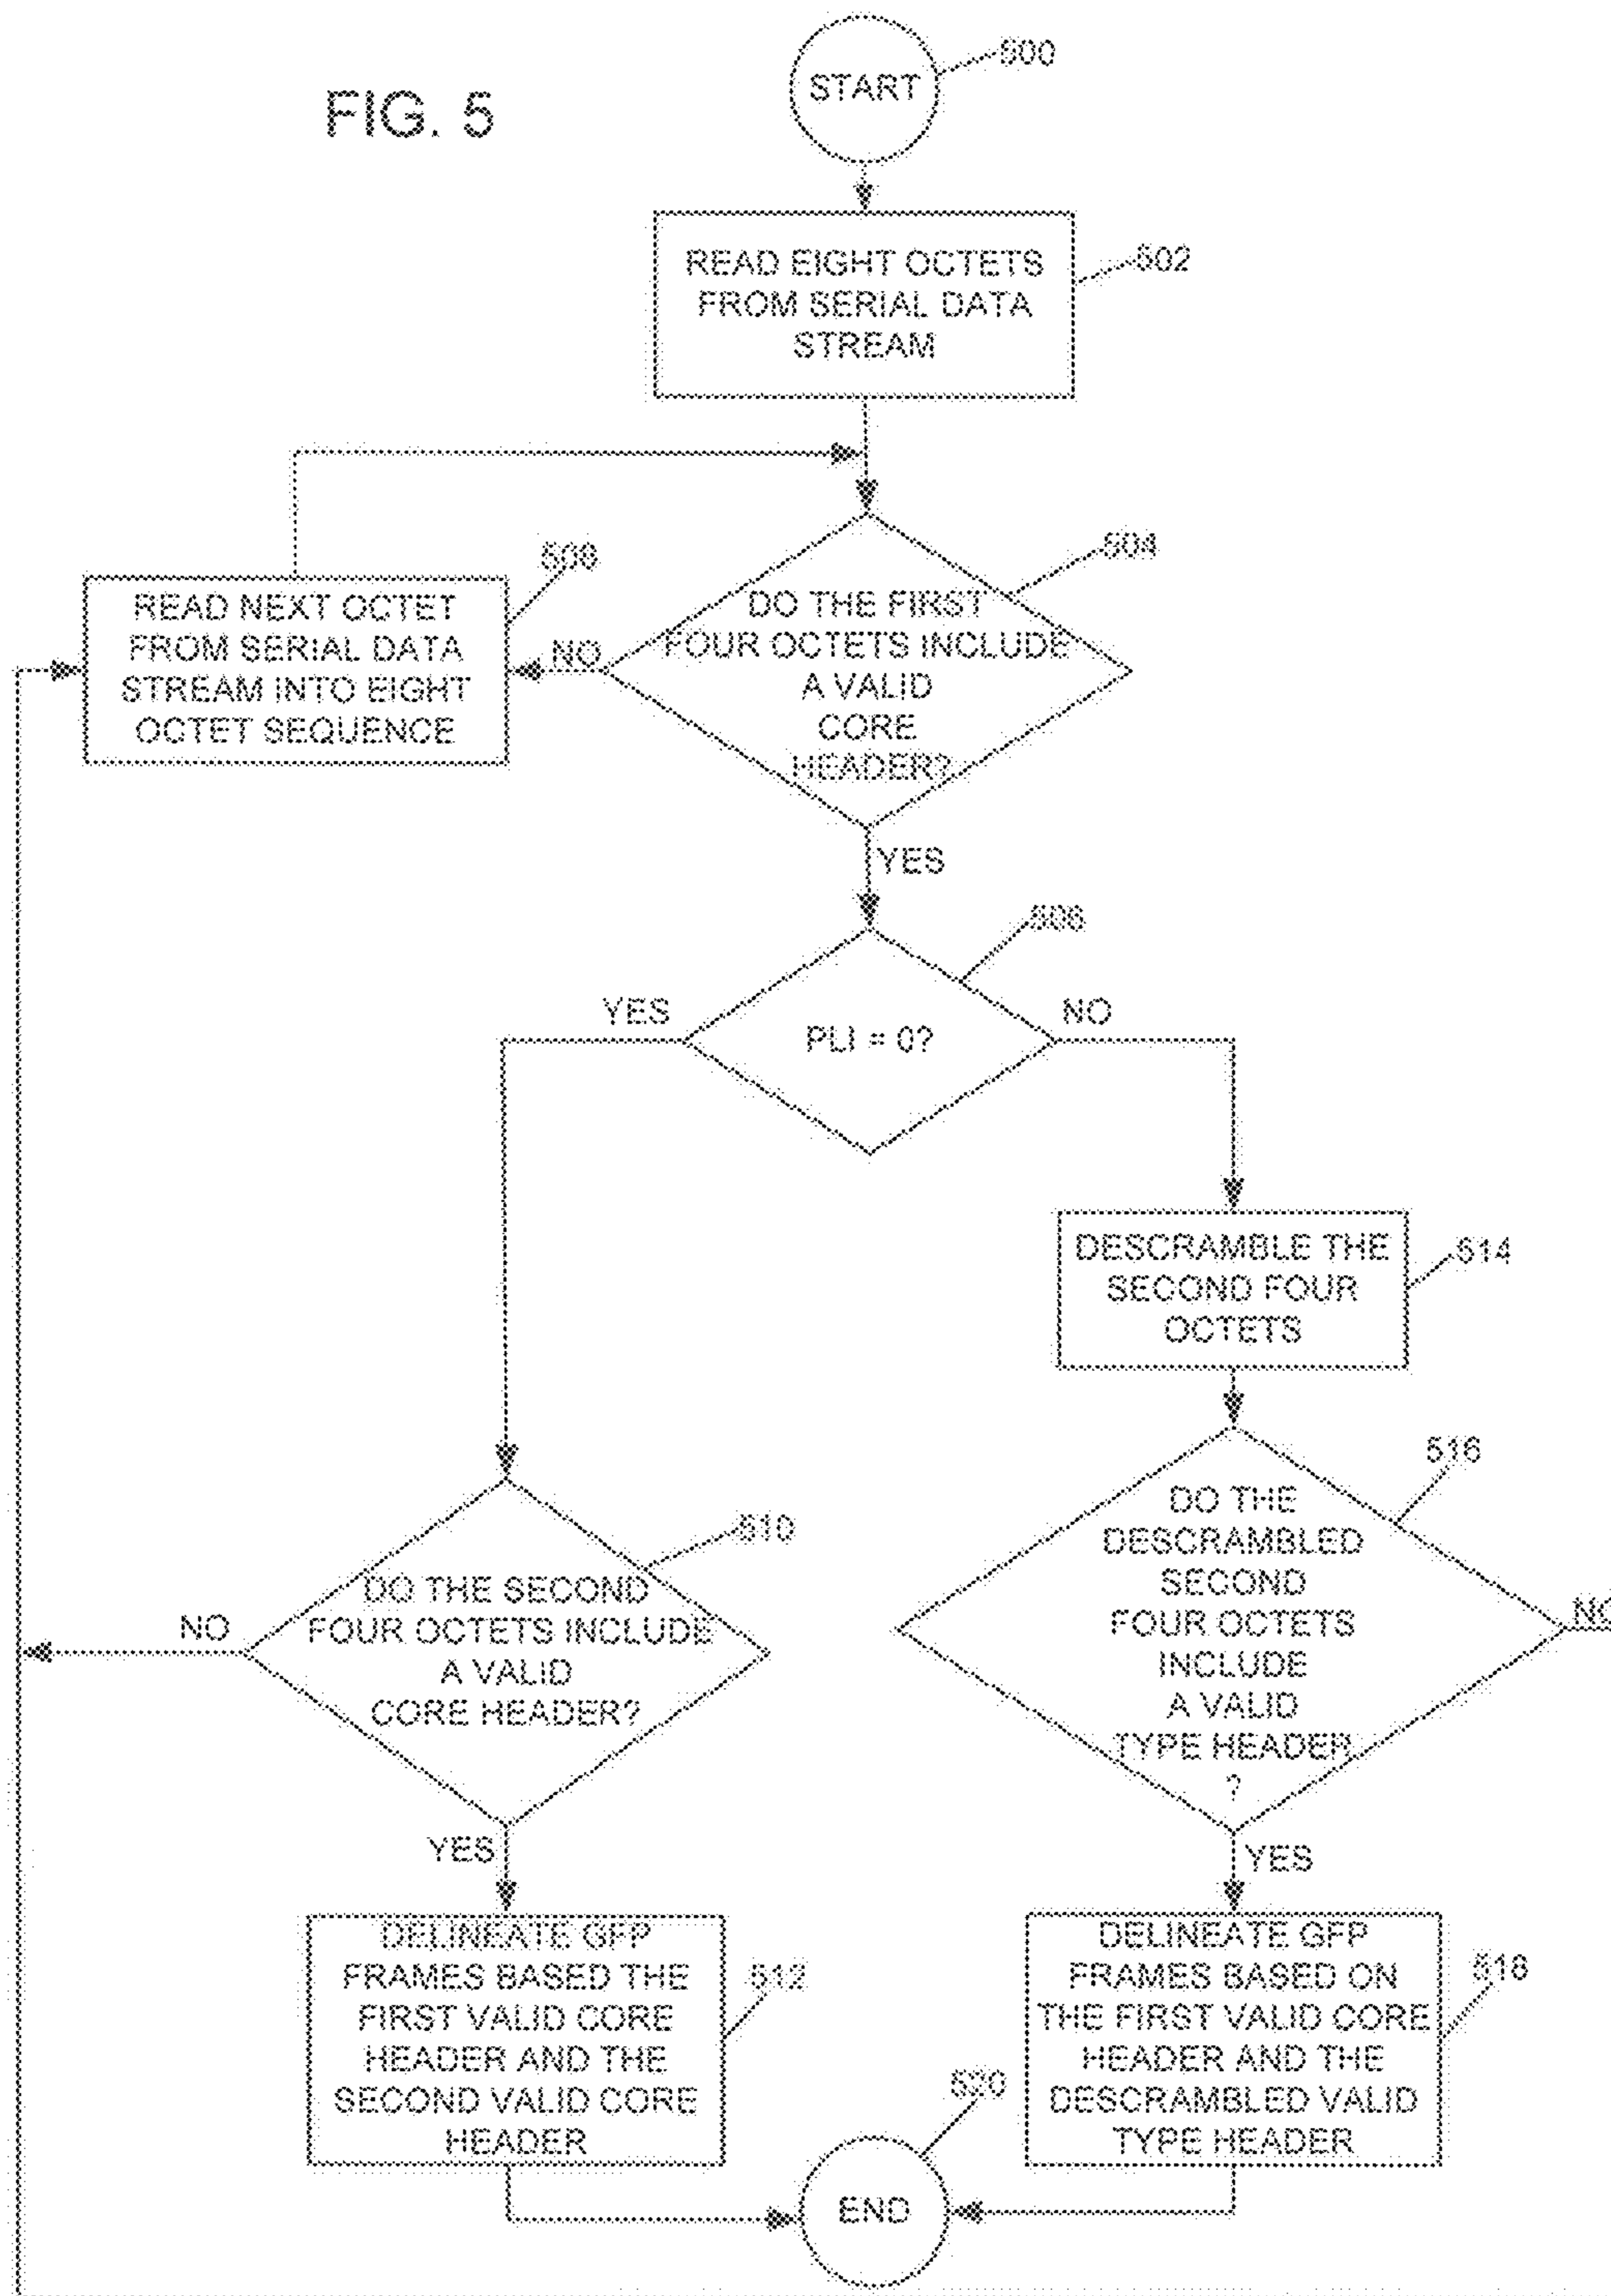 FIG. 5
START
500
READ EIGHT OCTETS
FROM SERIAL DATA
STREAM
502
508
READ NEXT OCTET
FROM SERIAL DATA
STREAM INTO EIGHT
OCTET SEQUENCE
NO
DO THE FIRST
FOUR OCTETS INCLUDE
A VALID
CORE
HEADER?
504
YES
506
YES
PLI = 0?
NO
DESCRAMBLE THE
SECOND FOUR
OCTETS
514
510
NO
DO THE SECOND
FOUR OCTETS INCLUDE
A VALID
CORE HEADER?
516
DO THE
DESCRAMBLED
SECOND
FOUR OCTETS
INCLUDE
A VALID
TYPE HEADER
?
NO
YES
YES
DELINEATE GFP
FRAMES BASED THE
FIRST VALID CORE
HEADER AND THE
SECOND VALID CORE
HEADER
512
DELINEATE GFP
FRAMES BASED ON
THE FIRST VALID CORE
HEADER AND THE
DESCRAMBLED VALID
TYPE HEADER
518
520
END